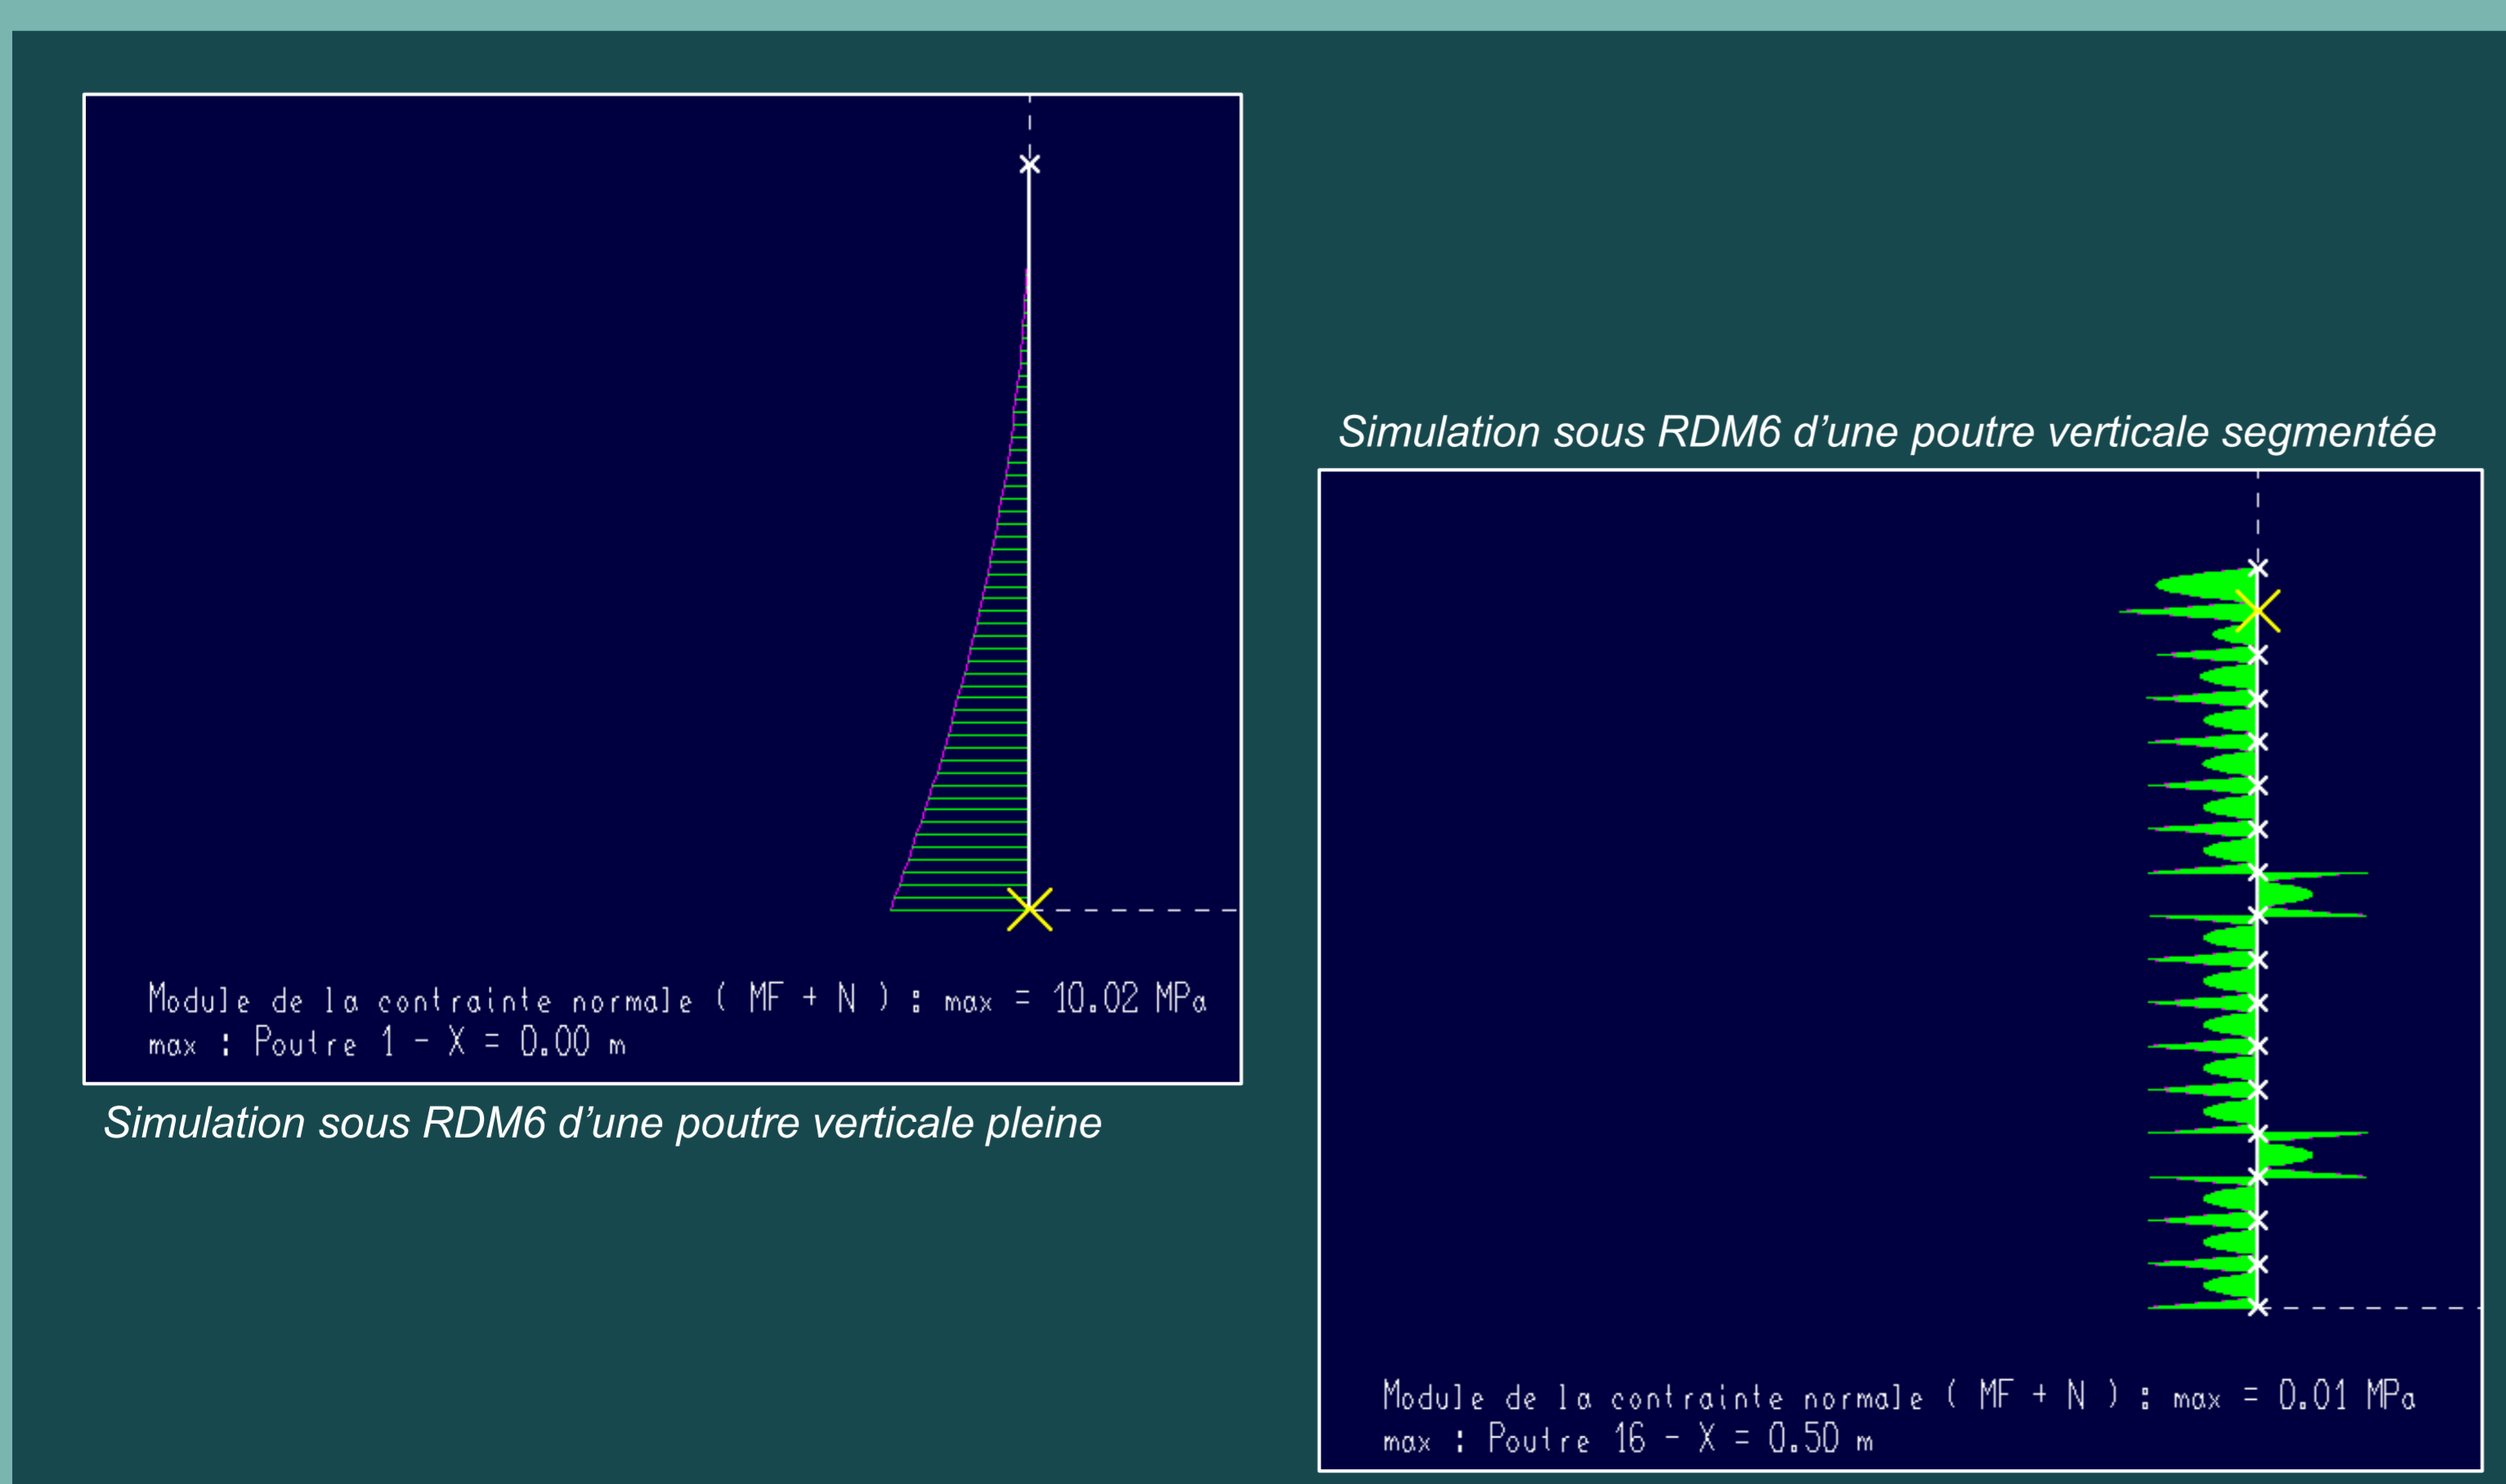 Module de la contrainte normale ( MF + N ) : max = 10.02 MPa
max : Poutre 1 - X = 0.00 m
Simulation sous RDM6 d’une poutre verticale pleine
Simulation sous RDM6 d’une poutre verticale segmentée
Module de la contrainte normale ( MF + N ) : max = 0.01 MPa
max : Poutre 16 - X = 0.50 m